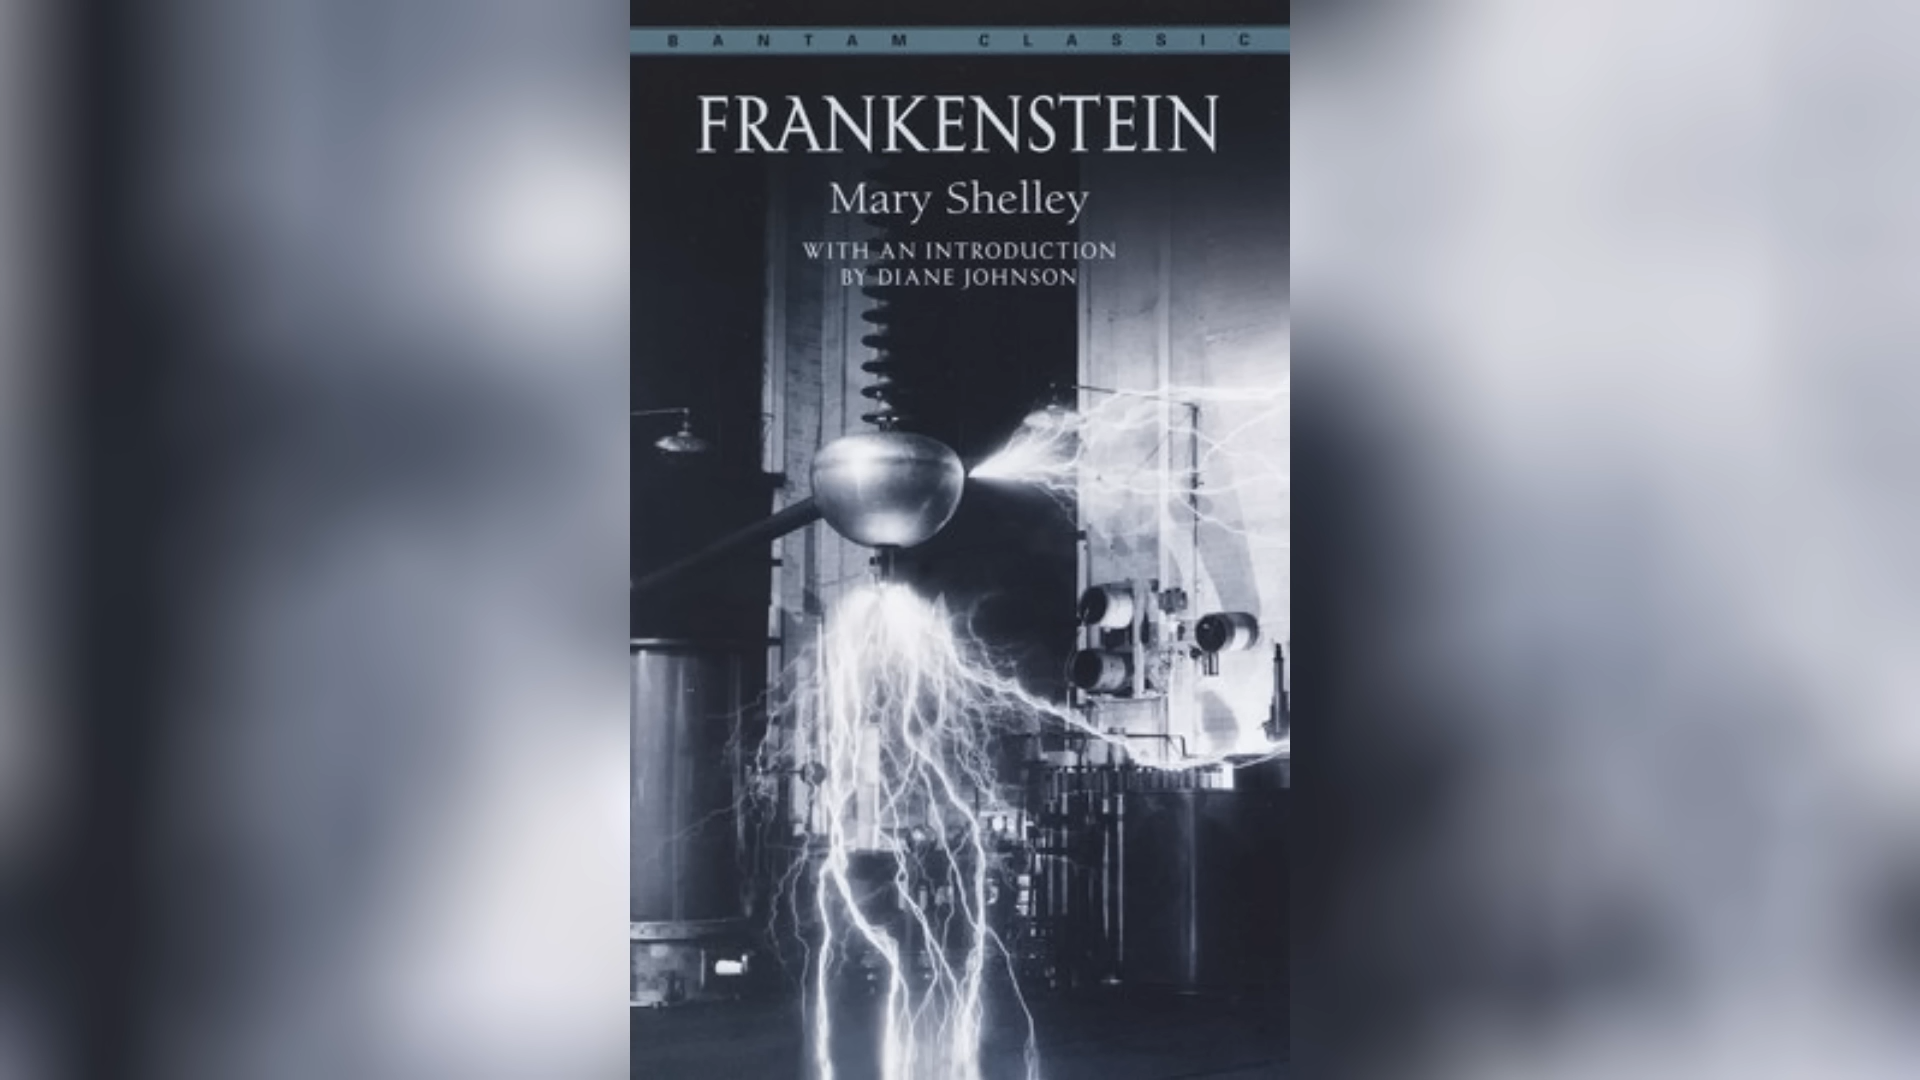 BANTAM CLASSIC
FRANKENSTEIN
Mary Shelley
WITH AN INTRODUCTION
BY DIANE JOHNSON